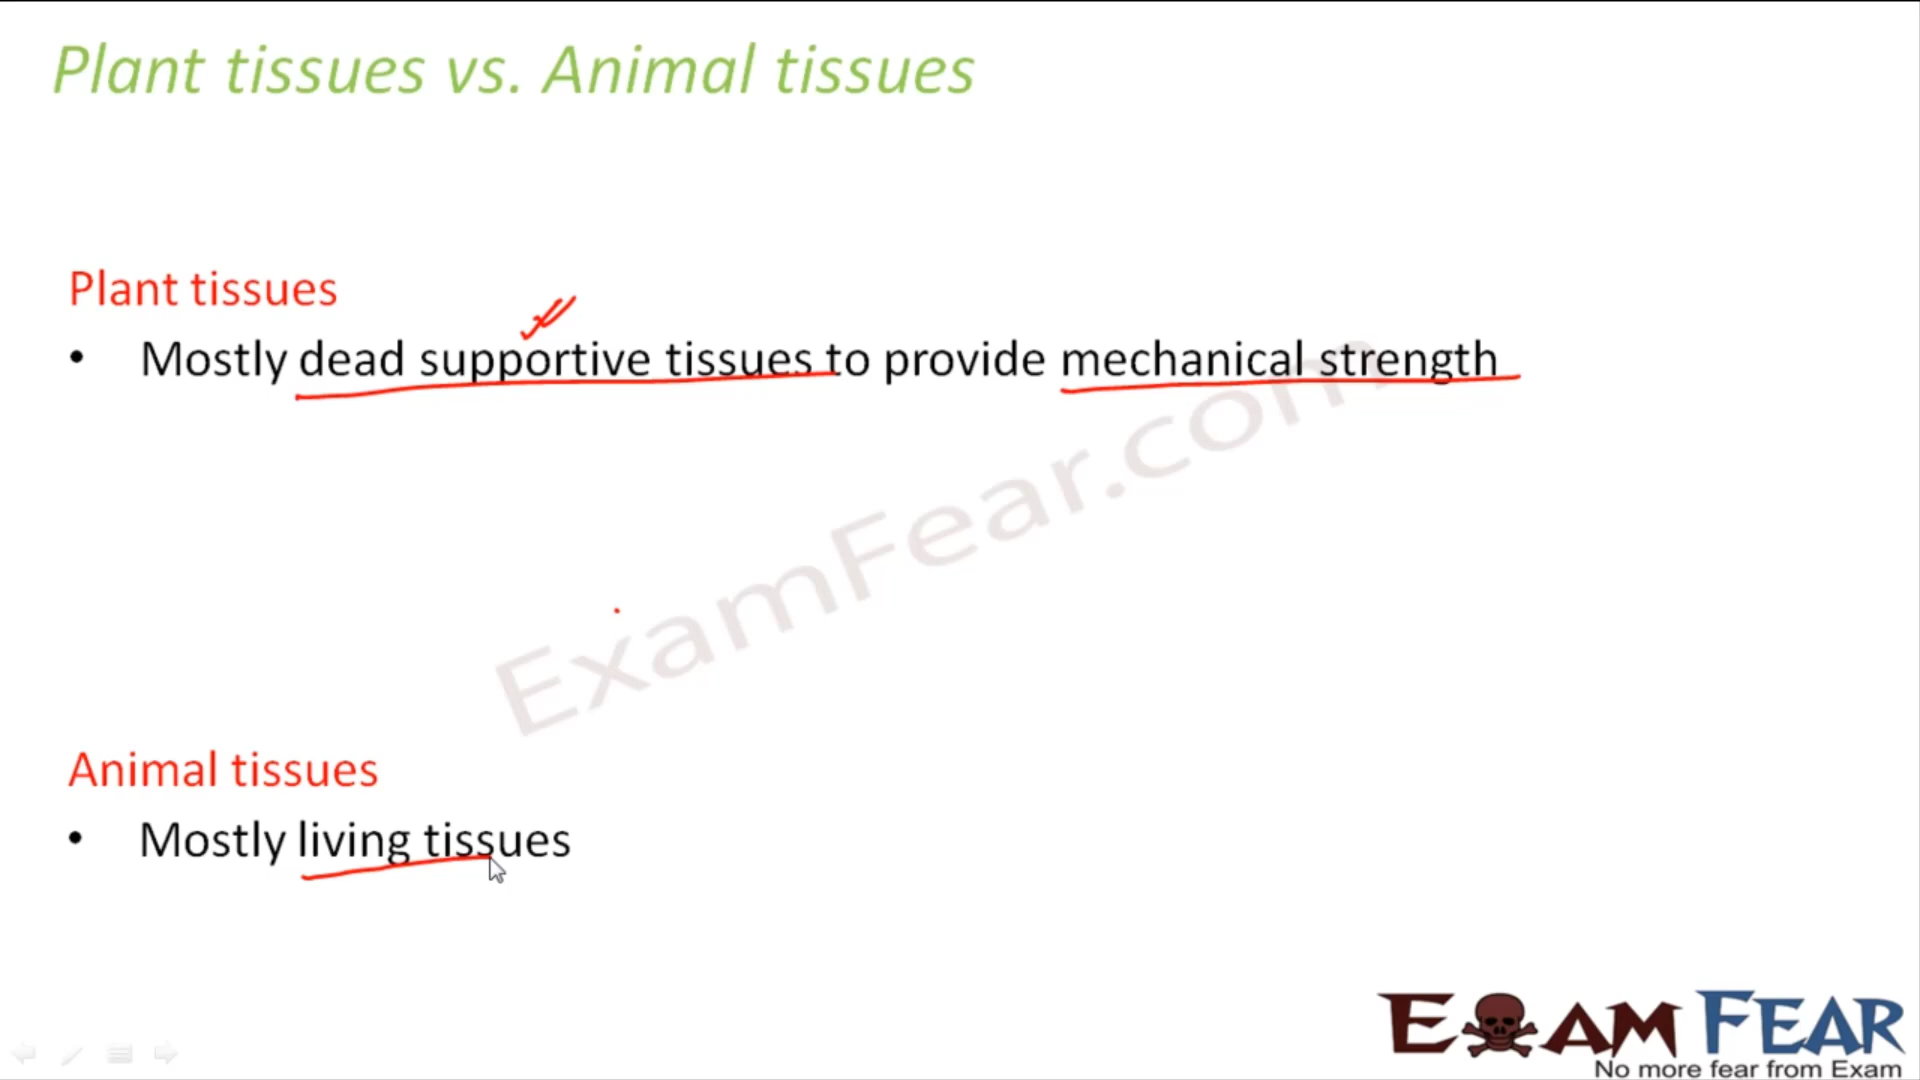 Plant tissues vs. Animal tissues
Plant tissues
• Mostly dead supportive tissues to provide mechanical strength
ExamFear.com
Animal tissues
• Mostly living tissues
EXAM FEAR
No more fear from Exam